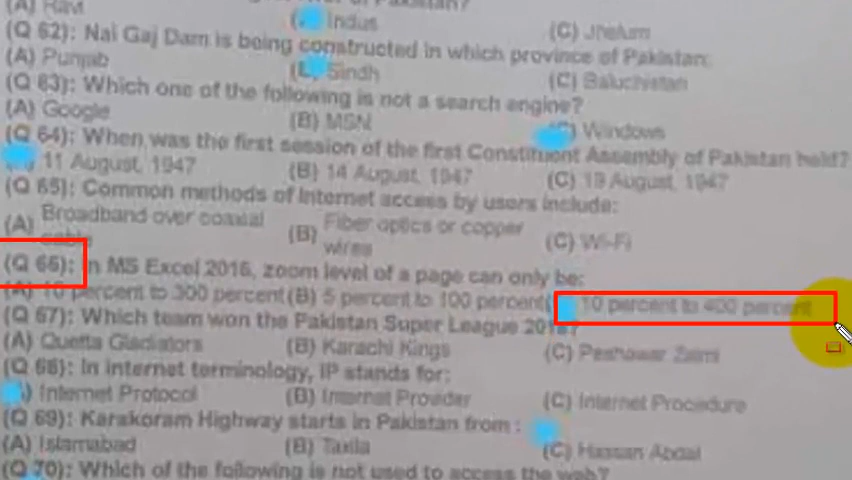 (A) Ravi Indus (C) Jhelum
(Q 62): Nai Gaj Dam is being constructed in which province of Pakistan:
(A) Punjab Sindh (C) Baluchistan
(Q 63): Which one of the following is not a search engine?
(A) Google (B) MSN Windows
(Q 64): When was the first session of the first Constituent Assembly of Pakistan held?
11 August, 1947 (B) 14 August, 1947 (C) 19 August, 1947
(Q 65): Common methods of Internet access by users include:
(A) Broadband over coaxial cable (B) Fiber optics or copper wires (C) Wi-Fi
(Q 66): In MS Excel 2016, zoom level of a page can only be:
(A) 10 percent to 300 percent (B) 5 percent to 100 percent 10 percent to 400 percent
(Q 67): Which team won the Pakistan Super League
(A) Quetta Gladiators (B) Karachi Kings (C) Peshawar Zalmi
(Q 68): In internet terminology, IP stands for:
Internet Protocol (B) Internet Provider (C) Internet Procedure
(Q 69): Karakoram Highway starts in Pakistan from :
(A) Islamabad (B) Taxila (C) Hassan Abdal
(Q 70): Which of the following is not used to access the web?